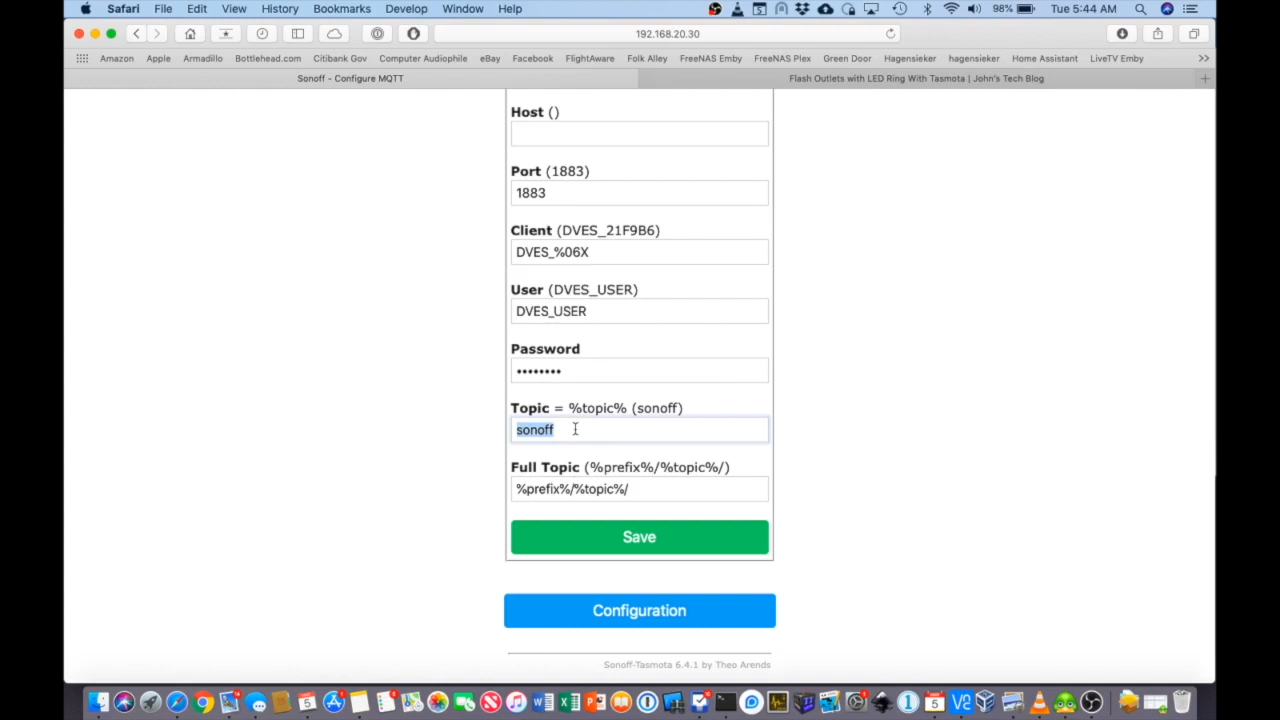 Safari File Edit View History Bookmarks Develop Window Help 98% Tue 5:44 AM
192.168.20.30
Amazon Apple Armadillo Bottlehead.com Citibank Gov Computer Audiophile eBay Facebook FlightAware Folk Alley FreeNAS Emby FreeNAS Plex Green Door Hagensieker hagensieker Home Assistant LiveTV Emby
Sonoff - Configure MQTT Flash Outlets with LED Ring With Tasmota | John's Tech Blog
Host ()
Port (1883)
1883
Client (DVES_21F9B6)
DVES_%06X
User (DVES_USER)
DVES_USER
Password
••••••••
Topic = %topic% (sonoff)
sonoff
Full Topic (%prefix%/%topic%/)
%prefix%/%topic%/
Save
Configuration
Sonoff-Tasmota 6.4.1 by Theo Arends